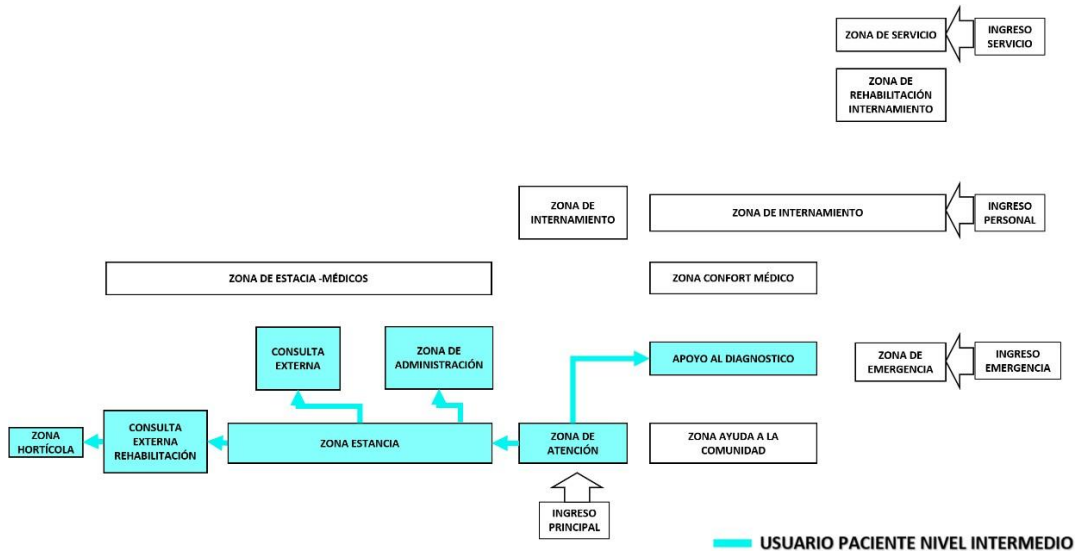 ZONA DE SERVICIO
INGRESO
SERVICIO
ZONA DE
REHABILITACIÓN
INTERNAMIENTO
ZONA DE
INTERNAMIENTO
ZONA DE INTERNAMIENTO
INGRESO
PERSONAL
ZONA DE ESTACIA -MÉDICOS
ZONA CONFORT MÉDICO
CONSULTA
EXTERNA
ZONA DE
ADMINISTRACIÓN
APOYO AL DIAGNOSTICO
ZONA DE
EMERGENCIA
INGRESO
EMERGENCIA
ZONA
HORTÍCOLA
CONSULTA
EXTERNA
REHABILITACIÓN
ZONA ESTANCIA
ZONA DE
ATENCIÓN
ZONA AYUDA A LA
COMUNIDAD
INGRESO
PRINCIPAL
USUARIO PACIENTE NIVEL INTERMEDIO